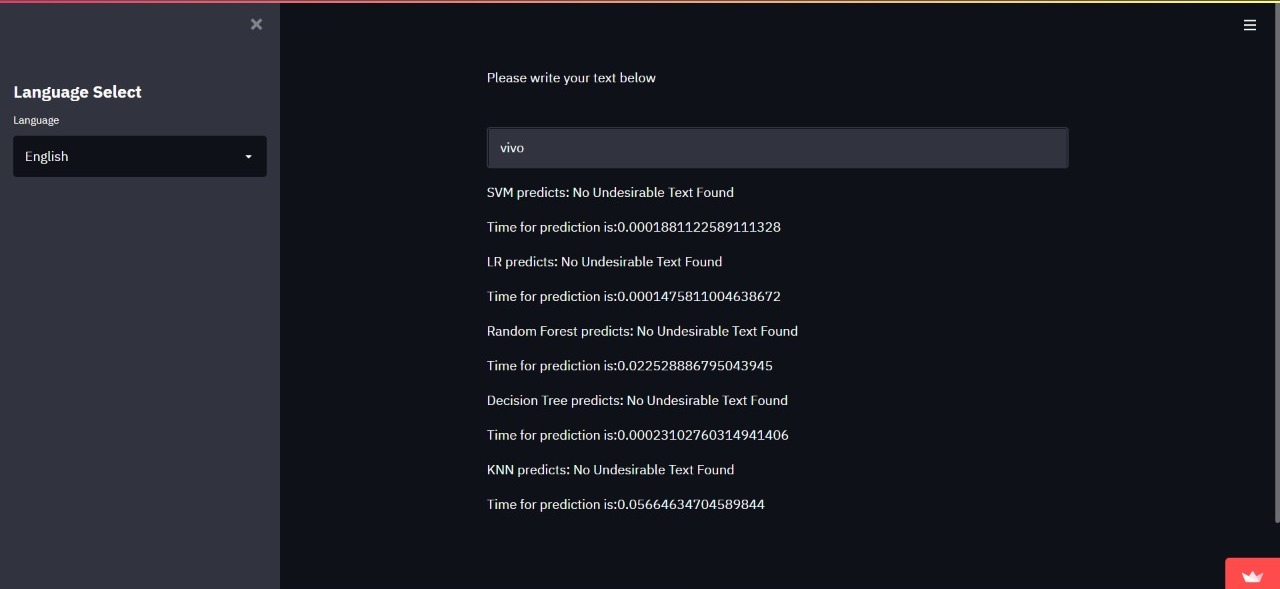 Language Select
Language
English
Please write your text below
vivo
SVM predicts: No Undesirable Text Found
Time for prediction is:0.0001881122589111328
LR predicts: No Undesirable Text Found
Time for prediction is:0.0001475811004638672
Random Forest predicts: No Undesirable Text Found
Time for prediction is:0.022528886795043945
Decision Tree predicts: No Undesirable Text Found
Time for prediction is:0.00023102760314941406
KNN predicts: No Undesirable Text Found
Time for prediction is:0.05664634704589844